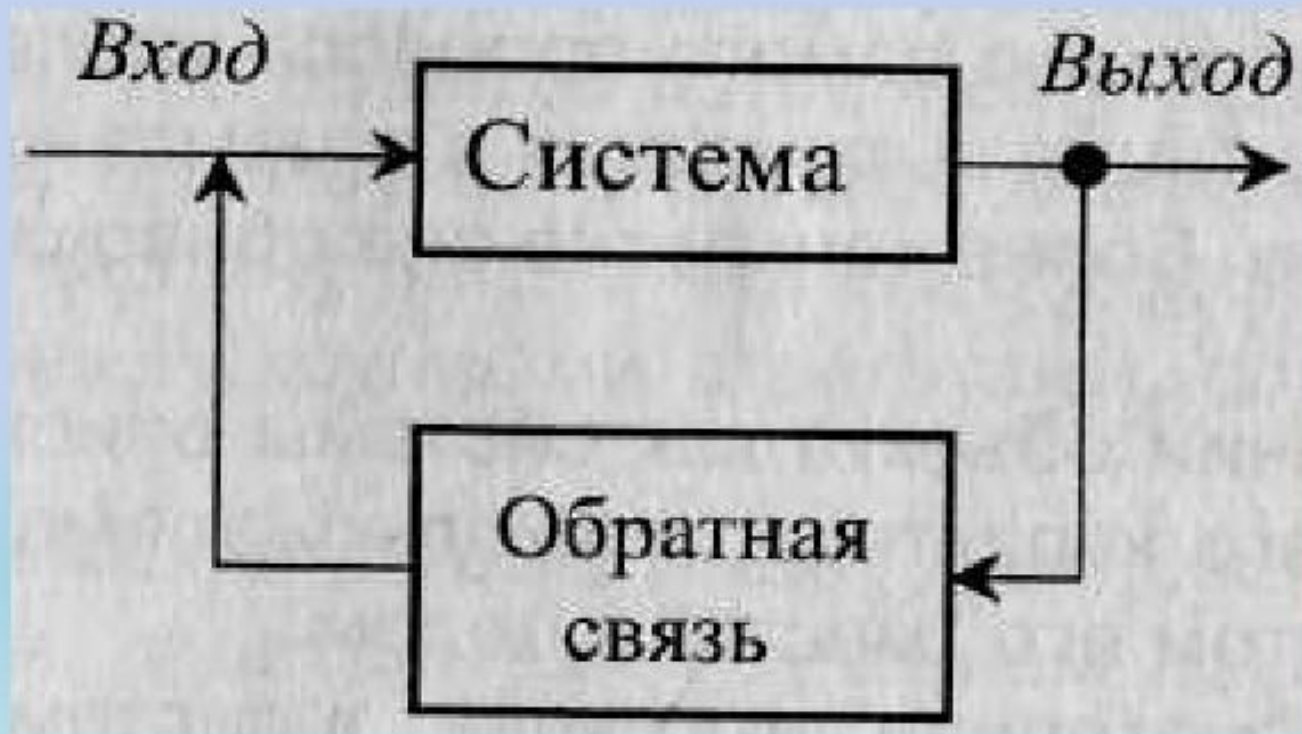 Вход
Выход
Система
Обратная
связь